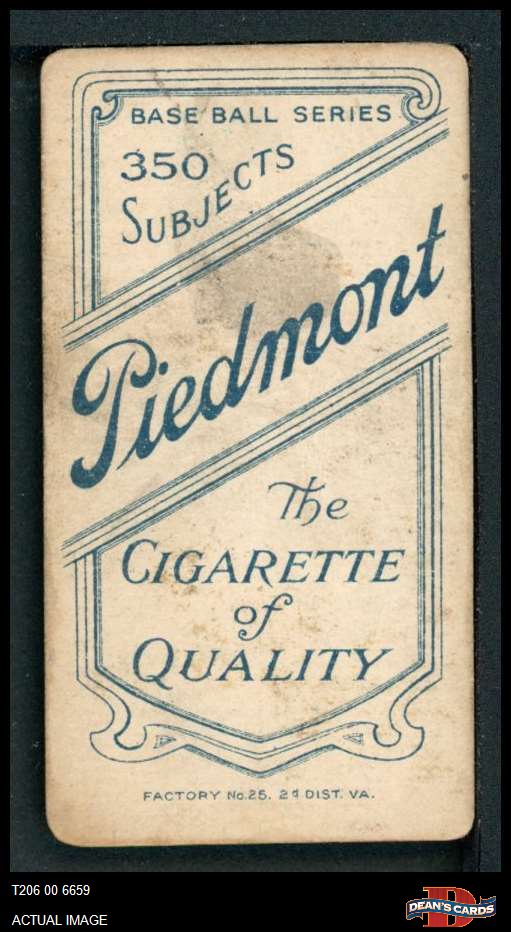 BASE BALL SERIES
350
SUBJECTS
Piedmont
The
CIGARETTE
of
QUALITY
FACTORY No. 25. 2d DIST. VA.
T206 00 6659
ACTUAL IMAGE
D
DEAN'S CARDS